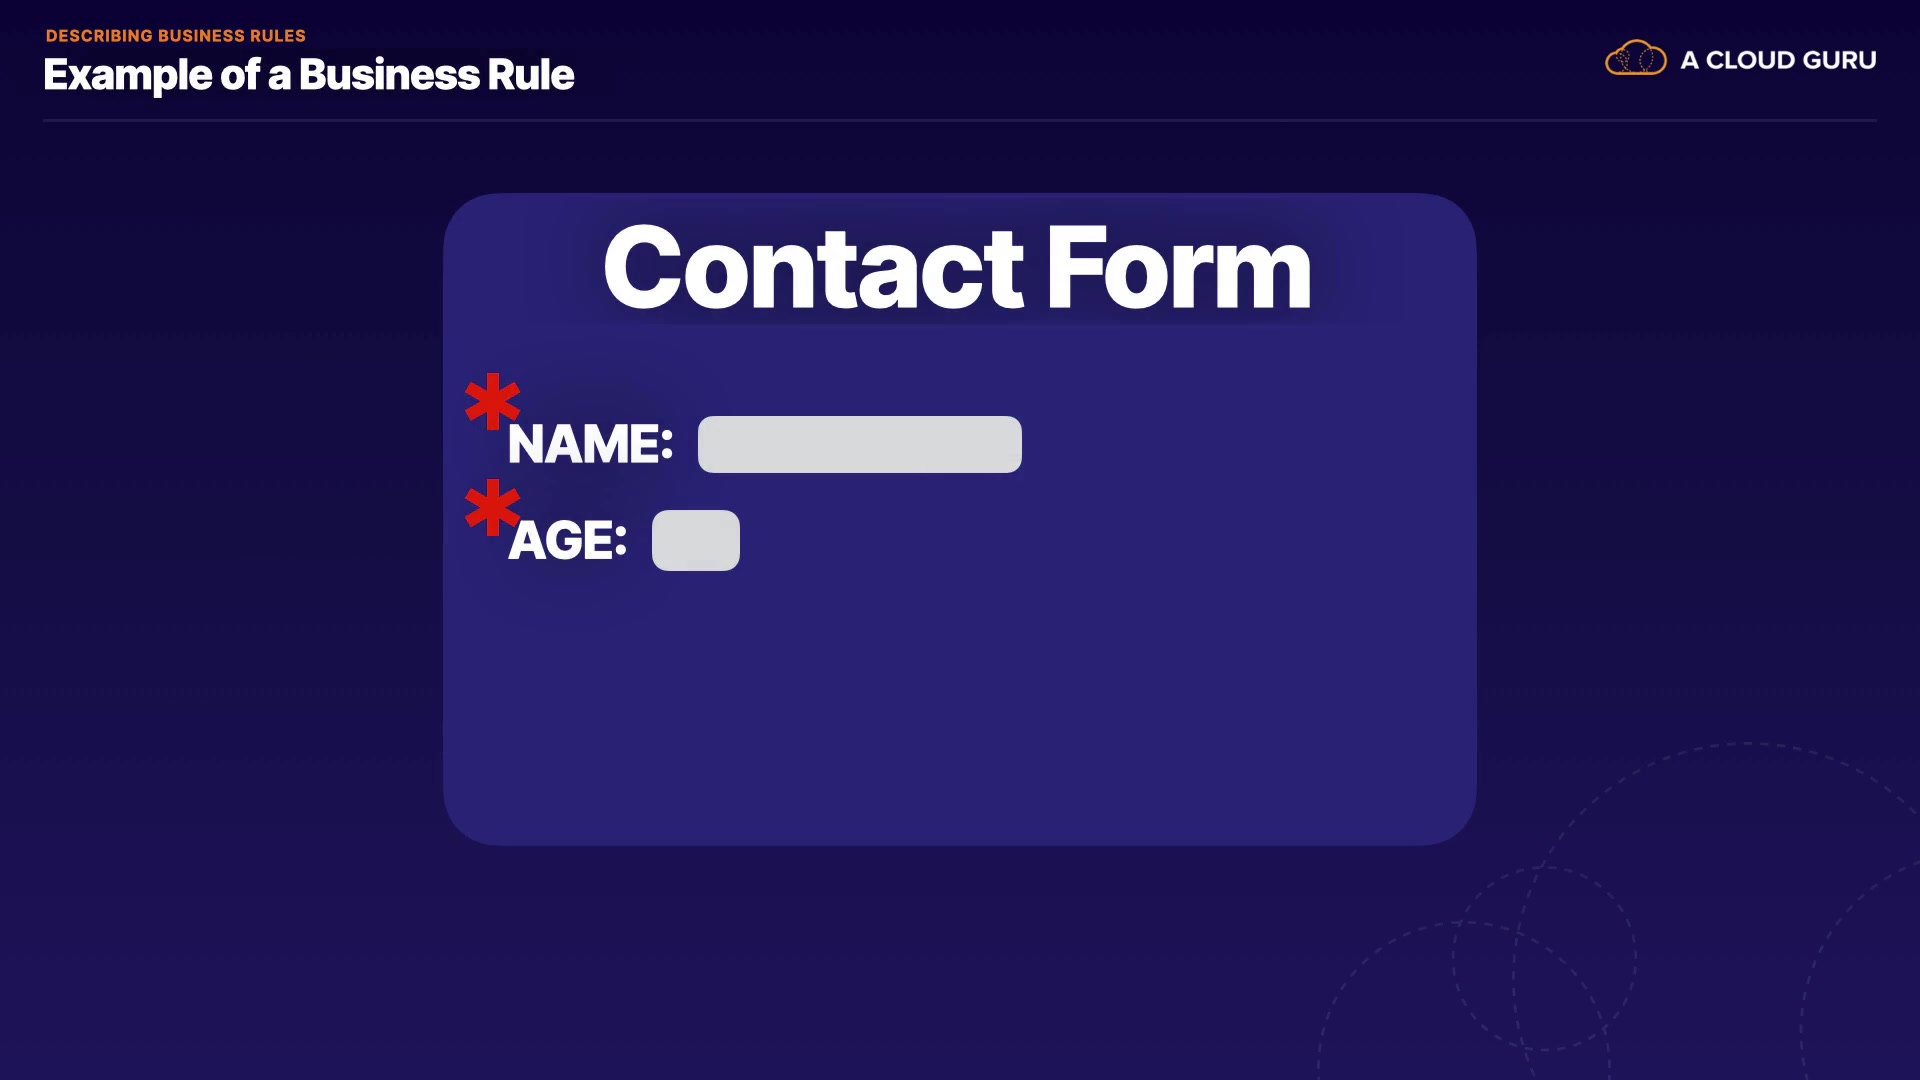 DESCRIBING BUSINESS RULES
Example of a Business Rule
A CLOUD GURU
Contact Form
* NAME:
* AGE: